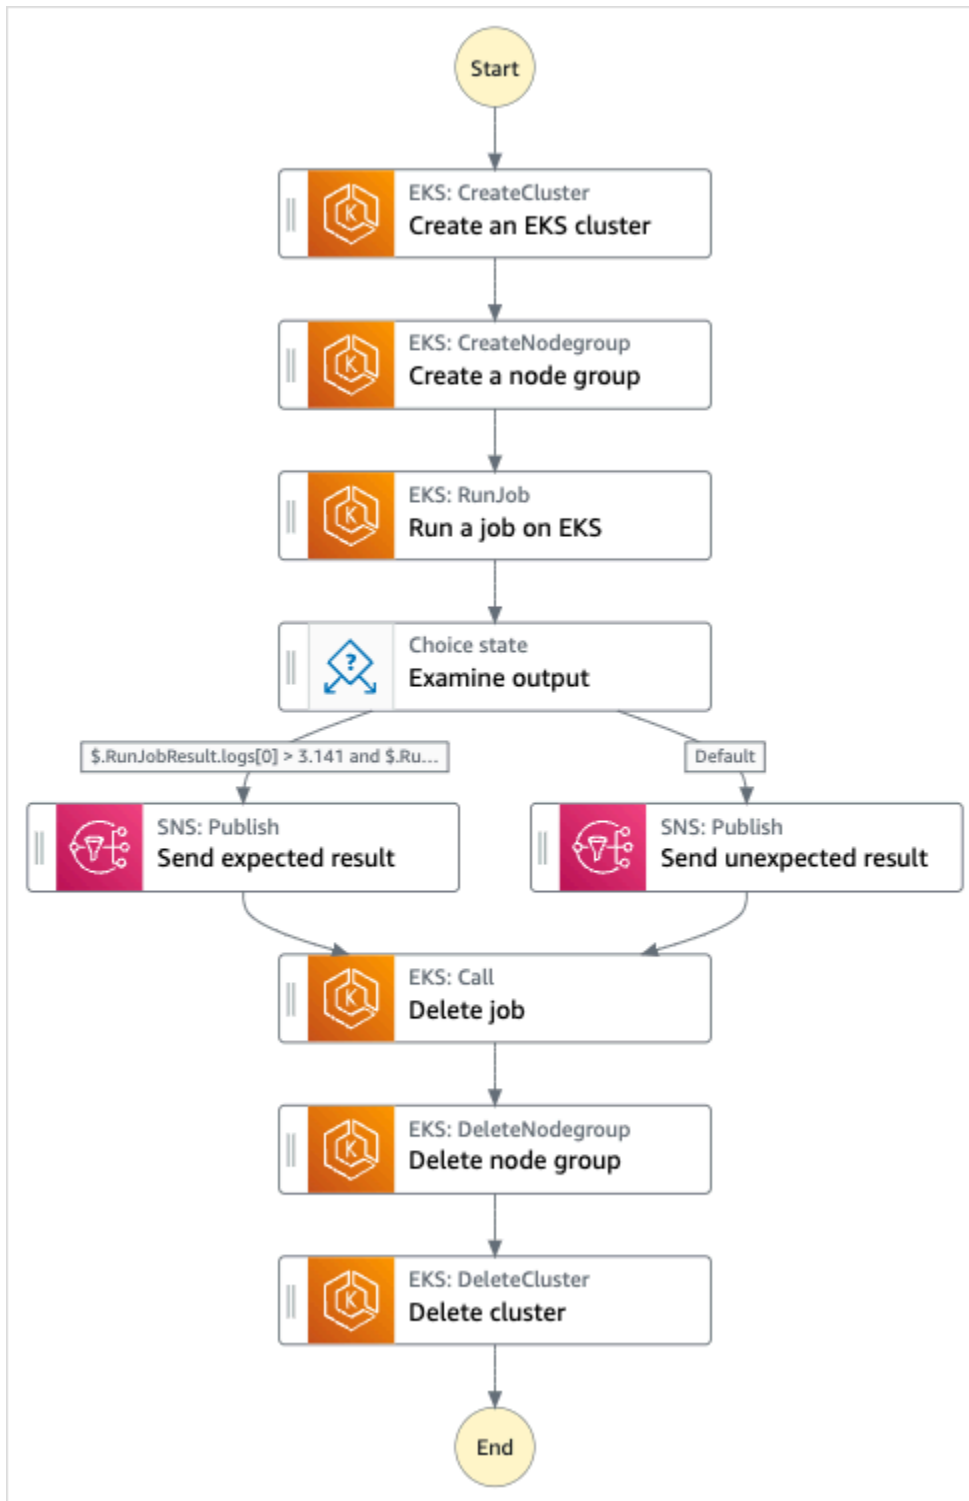 Start
EKS: CreateCluster
Create an EKS cluster
EKS: CreateNodegroup
Create a node group
EKS: RunJob
Run a job on EKS
Choice state
Examine output
$.RunJobResult.logs[0] > 3.141 and $.Ru...
Default
SNS: Publish
Send expected result
SNS: Publish
Send unexpected result
EKS: Call
Delete job
EKS: DeleteNodegroup
Delete node group
EKS: DeleteCluster
Delete cluster
End